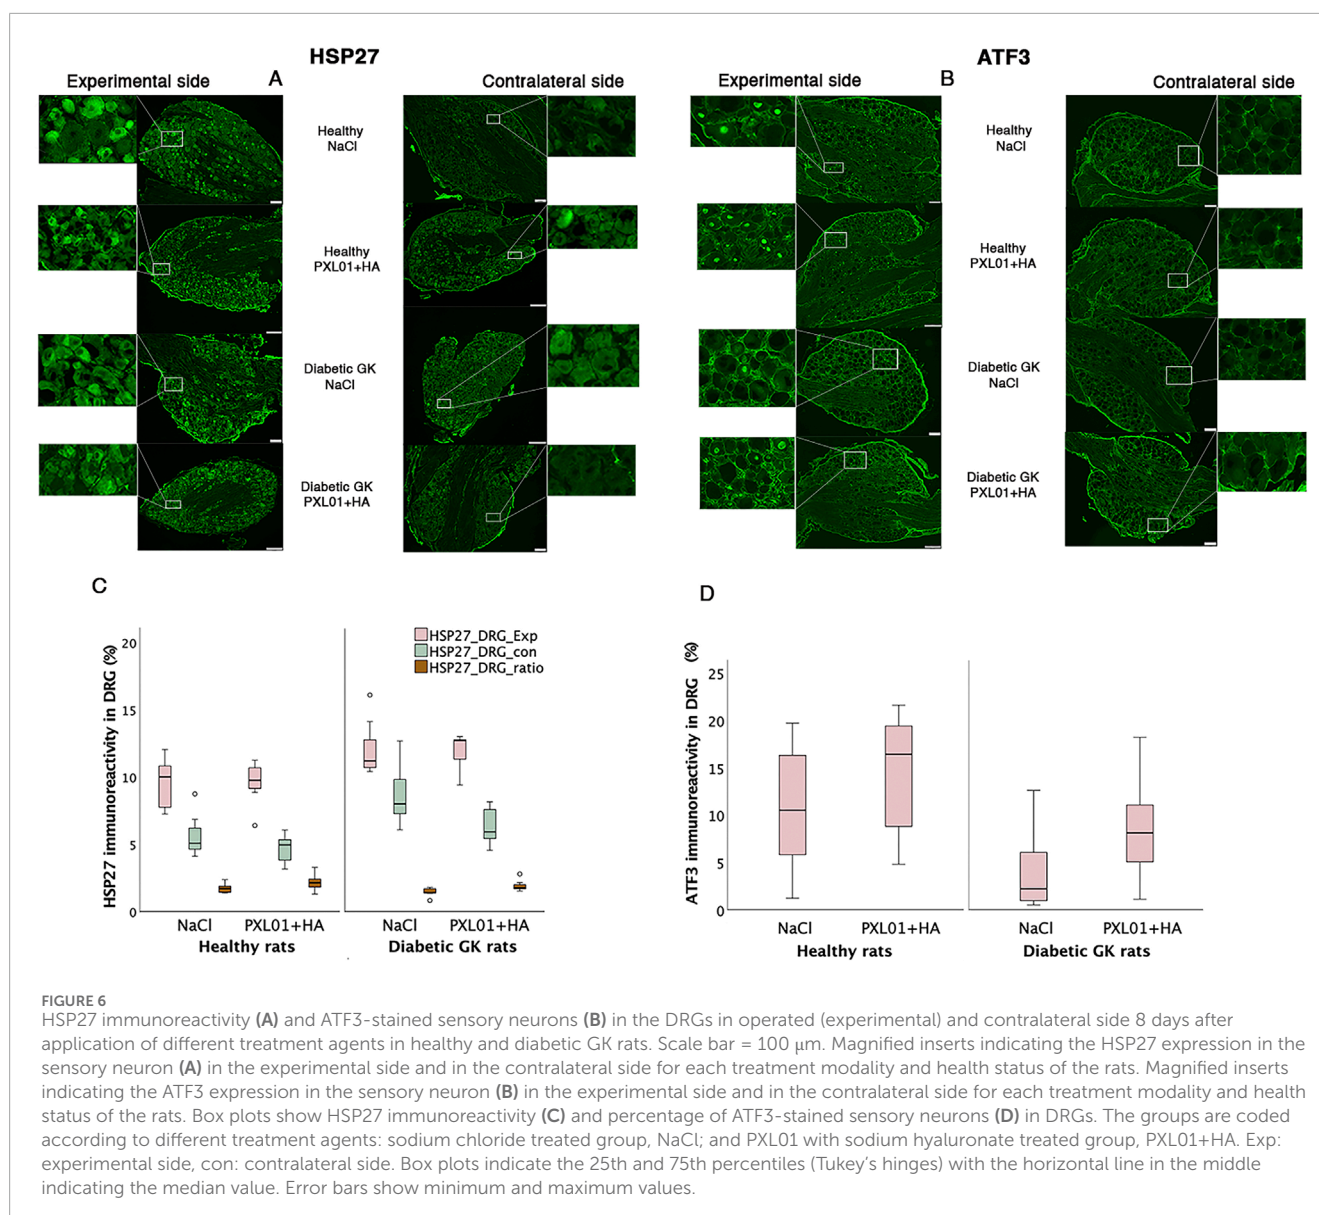 HSP27
ATF3
Experimental side
A
Contralateral side
Experimental side
B
Contralateral side
Healthy
NaCl
Healthy
PXL01+HA
Diabetic GK
NaCl
Diabetic GK
PXL01+HA
Healthy
NaCl
Healthy
PXL01+HA
Diabetic GK
NaCl
Diabetic GK
PXL01+HA
C
HSP27 immunoreactivity in DRG (%)
20
15
10
5
0
HSP27_DRG_Exp
HSP27_DRG_con
HSP27_DRG_ratio
NaCl
PXL01+HA
NaCl
PXL01+HA
Healthy rats
Diabetic GK rats
D
ATF3 immunoreactivity in DRG (%)
25
20
15
10
5
0
NaCl
PXL01+HA
NaCl
PXL01+HA
Healthy rats
Diabetic GK rats
FIGURE 6
HSP27 immunoreactivity (A) and ATF3-stained sensory neurons (B) in the DRGs in operated (experimental) and contralateral side 8 days after
application of different treatment agents in healthy and diabetic GK rats. Scale bar = 100 μm. Magnified inserts indicating the HSP27 expression in the
sensory neuron (A) in the experimental side and in the contralateral side for each treatment modality and health status of the rats. Magnified inserts
indicating the ATF3 expression in the sensory neuron (B) in the experimental side and in the contralateral side for each treatment modality and health
status of the rats. Box plots show HSP27 immunoreactivity (C) and percentage of ATF3-stained sensory neurons (D) in DRGs. The groups are coded
according to different treatment agents: sodium chloride treated group, NaCl; and PXL01 with sodium hyaluronate treated group, PXL01+HA. Exp:
experimental side, con: contralateral side. Box plots indicate the 25th and 75th percentiles (Tukey's hinges) with the horizontal line in the middle
indicating the median value. Error bars show minimum and maximum values.